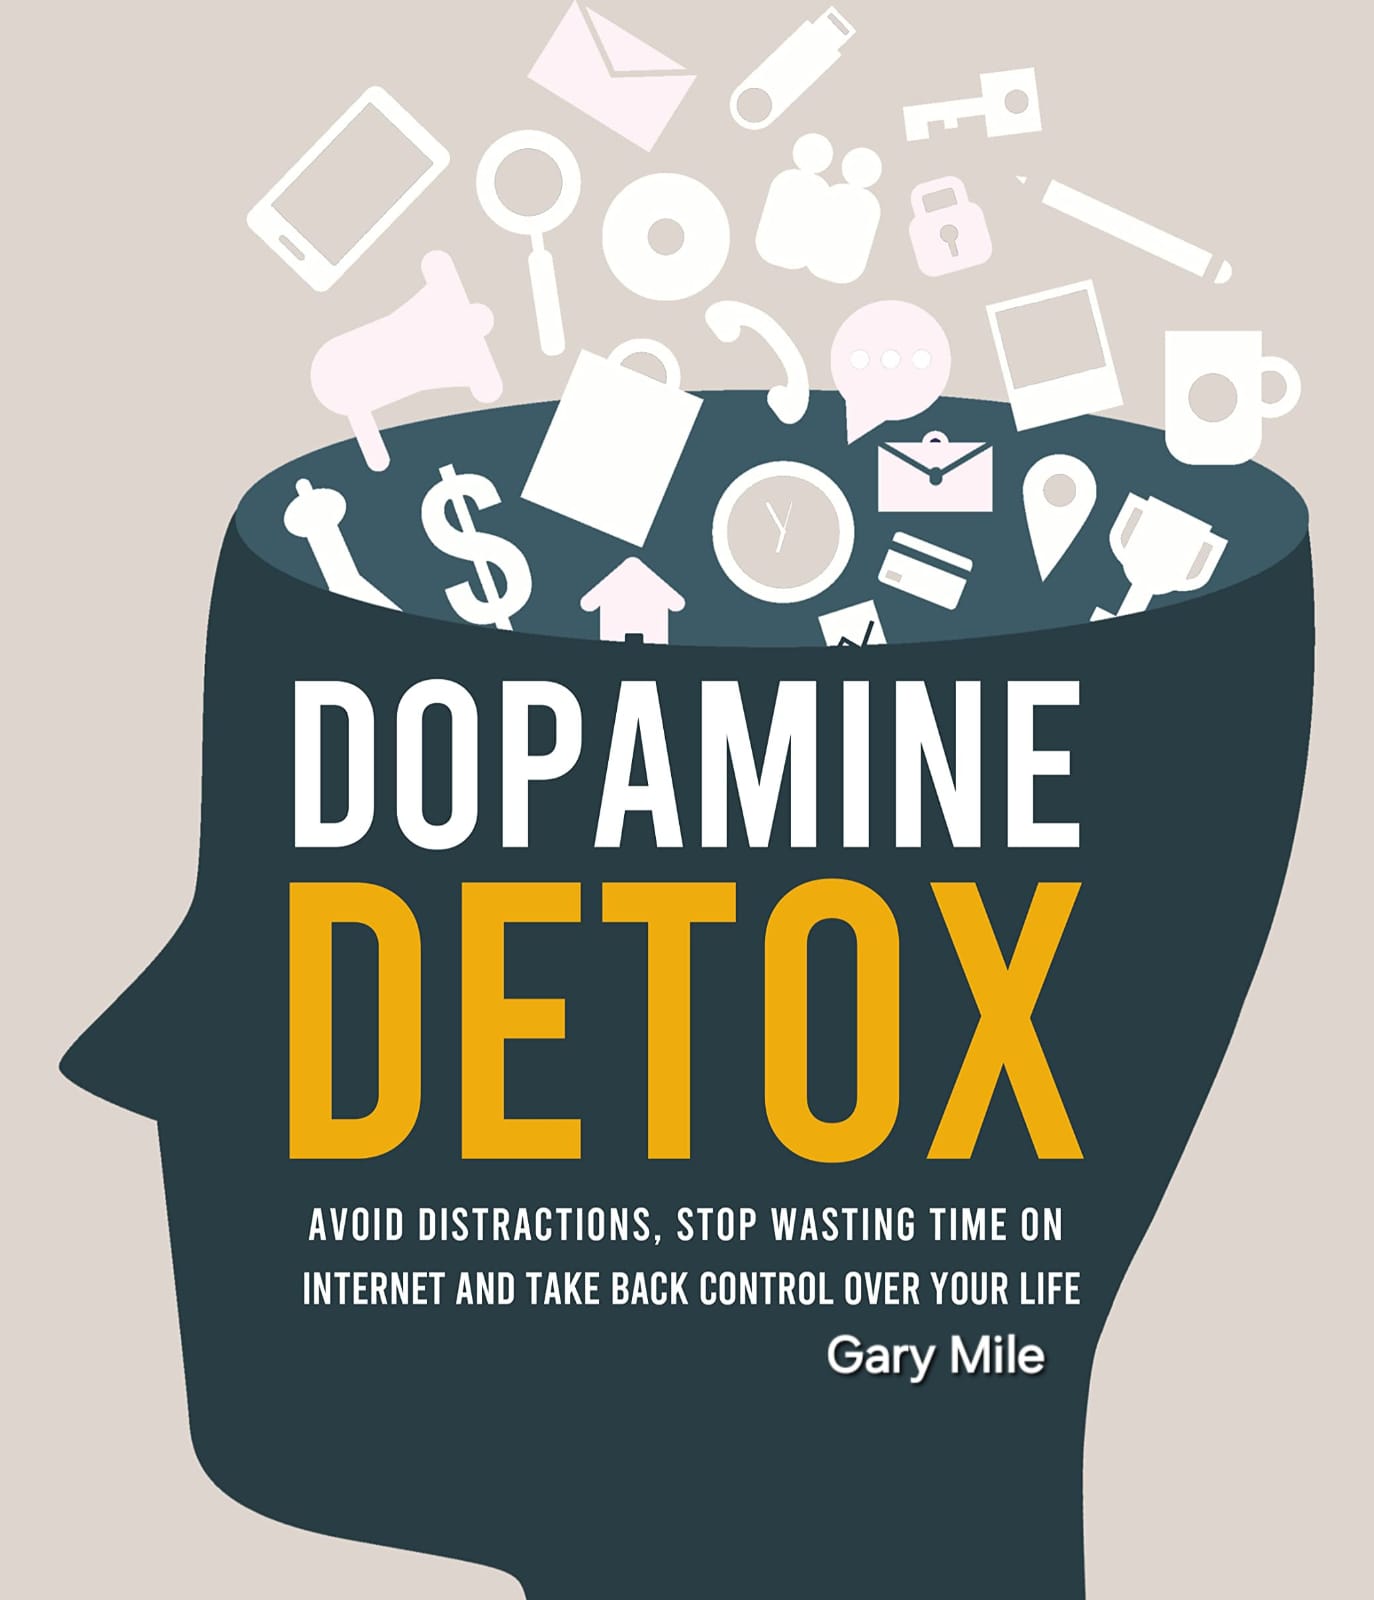 DOPAMINE
DETOX
AVOID DISTRACTIONS, STOP WASTING TIME ON
INTERNET AND TAKE BACK CONTROL OVER YOUR LIFE
Gary Mile